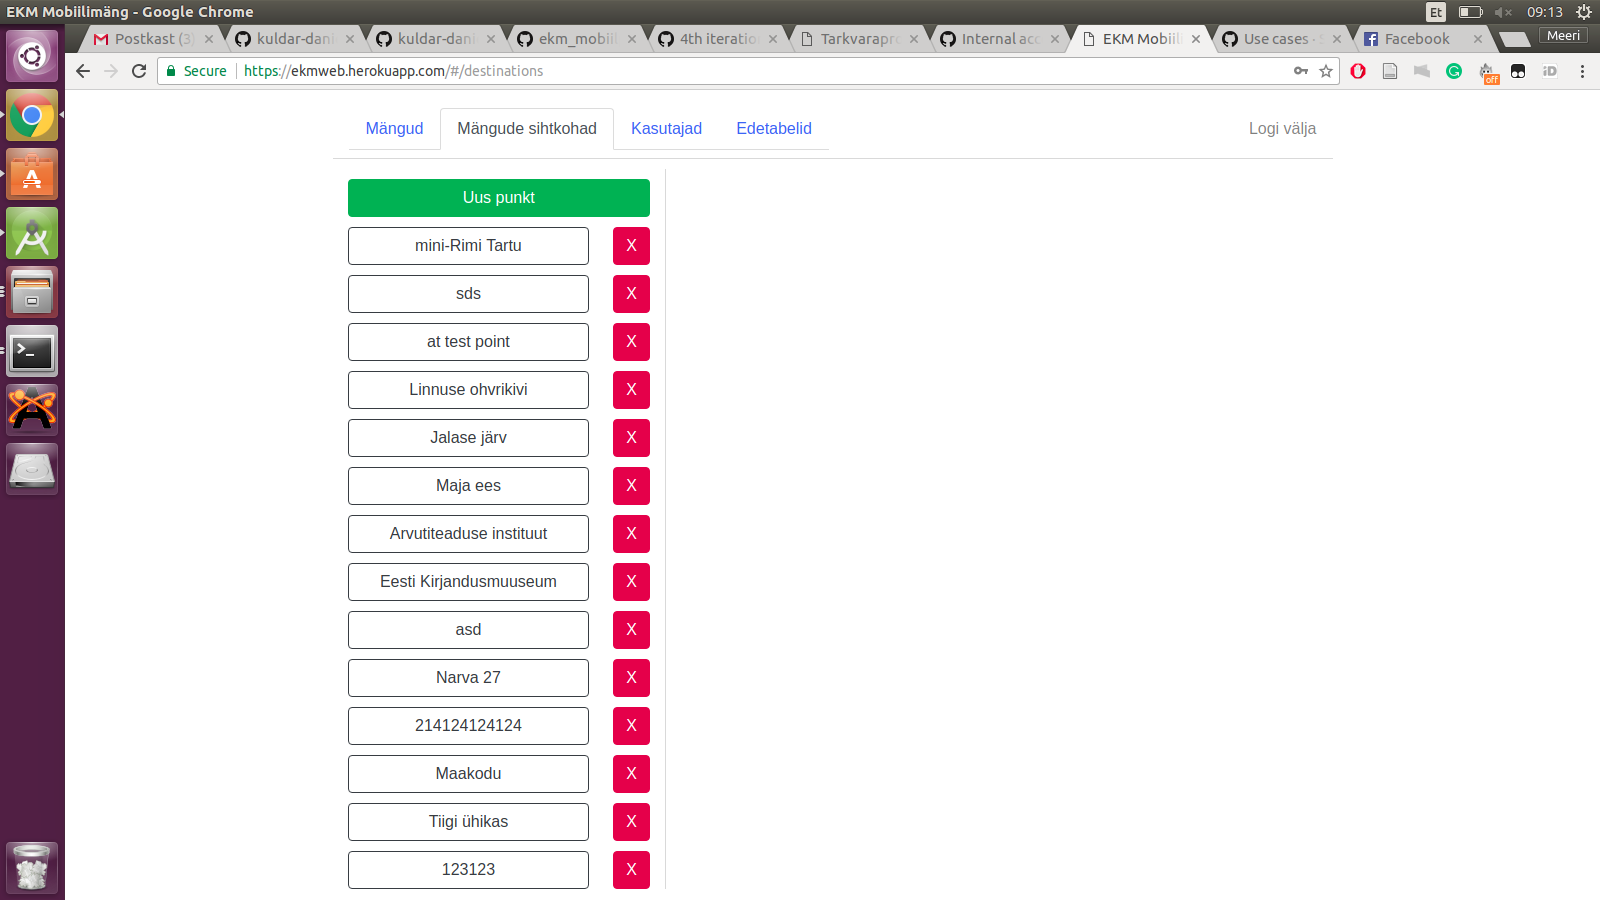 EKM Mobiilimäng - Google Chrome
Et
09:13
Postkast (3)
kuldar-dani
kuldar-dani
ekm_mobiil
4th iteratio
Tarkvarapro
Internal acc
EKM Mobiil
Use cases - S
Facebook
Meeri
Secure
https://ekmweb.herokuapp.com/#/destinations
off
iD
Mängud
Mängude sihtkohad
Kasutajad
Edetabelid
Logi välja
Uus punkt
mini-Rimi Tartu X
sds X
at test point X
Linnuse ohvrikivi X
Jalase järv X
Maja ees X
Arvutiteaduse instituut X
Eesti Kirjandusmuuseum X
asd X
Narva 27 X
214124124124 X
Maakodu X
Tiigi ühikas X
123123 X